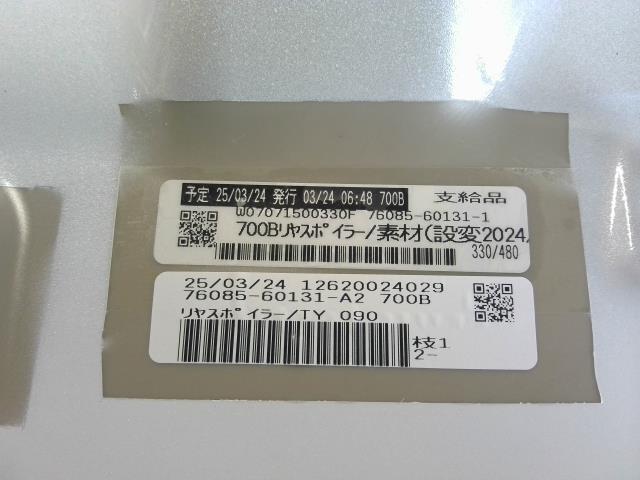 予定 25/03/24 発行 03/24 06:48 700B 支給品
W07071500330F 76085-60131-1
700Bリヤスポイラー/素材(設変2024/
330/480
25/03/24 12620024029
76085-60131-A2 700B
リヤスポイラー/TY 090
枝1
2-